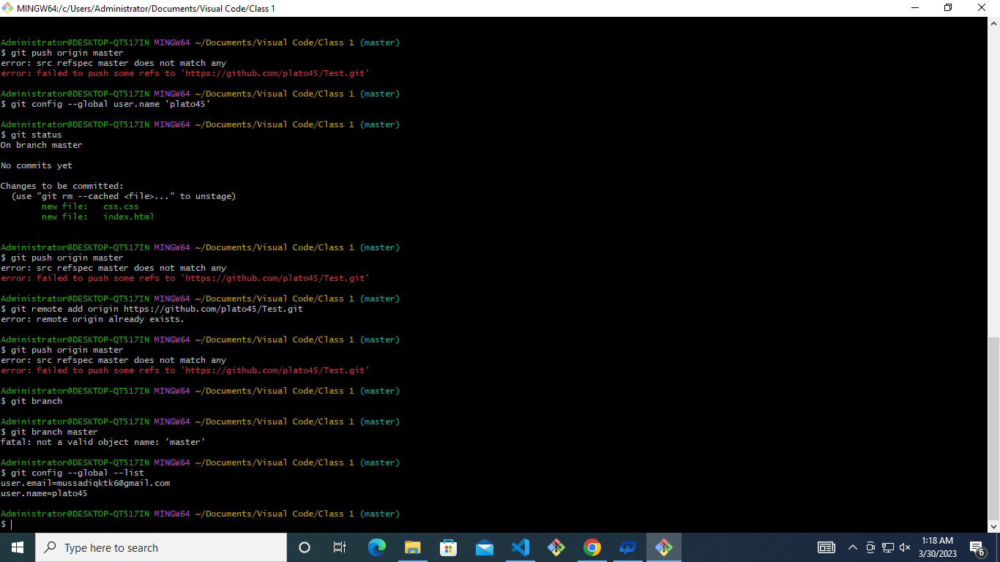 MINGW64:/c/Users/Administrator/Documents/Visual Code/Class 1
Administrator@DESKTOP-QT517IN MINGW64 ~/Documents/Visual Code/Class 1 (master)
$ git push origin master
error: src refspec master does not match any
error: failed to push some refs to 'https://github.com/plato45/Test.git'
Administrator@DESKTOP-QT517IN MINGW64 ~/Documents/Visual Code/Class 1 (master)
$ git config --global user.name 'plato45'
Administrator@DESKTOP-QT517IN MINGW64 ~/Documents/Visual Code/Class 1 (master)
$ git status
On branch master
No commits yet
Changes to be committed:
  (use "git rm --cached <file>..." to unstage)
        new file:   css.css
        new file:   index.html
Administrator@DESKTOP-QT517IN MINGW64 ~/Documents/Visual Code/Class 1 (master)
$ git push origin master
error: src refspec master does not match any
error: failed to push some refs to 'https://github.com/plato45/Test.git'
Administrator@DESKTOP-QT517IN MINGW64 ~/Documents/Visual Code/Class 1 (master)
$ git remote add origin https://github.com/plato45/Test.git
error: remote origin already exists.
Administrator@DESKTOP-QT517IN MINGW64 ~/Documents/Visual Code/Class 1 (master)
$ git push origin master
error: src refspec master does not match any
error: failed to push some refs to 'https://github.com/plato45/Test.git'
Administrator@DESKTOP-QT517IN MINGW64 ~/Documents/Visual Code/Class 1 (master)
$ git branch
Administrator@DESKTOP-QT517IN MINGW64 ~/Documents/Visual Code/Class 1 (master)
$ git branch master
fatal: not a valid object name: 'master'
Administrator@DESKTOP-QT517IN MINGW64 ~/Documents/Visual Code/Class 1 (master)
$ git config --global --list
user.email=mussadiqktk6@gmail.com
user.name=plato45
Administrator@DESKTOP-QT517IN MINGW64 ~/Documents/Visual Code/Class 1 (master)
$
Type here to search
1:18 AM
3/30/2023
6